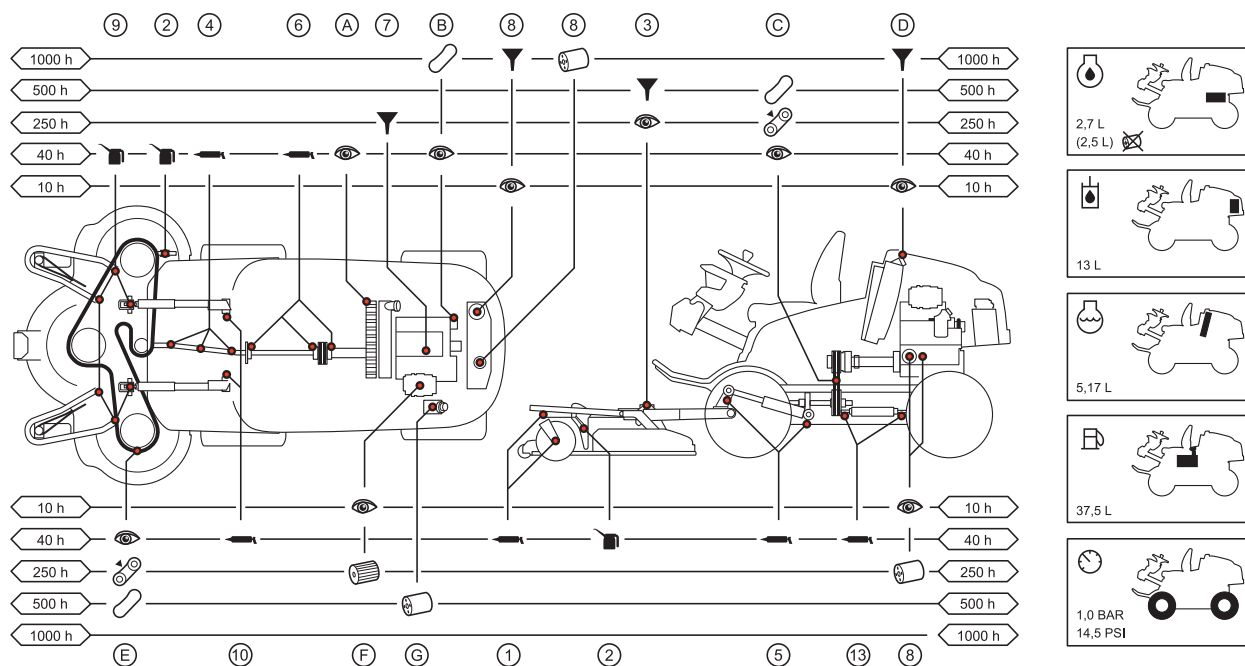 9 2 4 6 A 7 B 8 8 3 C D
1000 h 1000 h
500 h 500 h
250 h 250 h
40 h 40 h
10 h 10 h
10 h 10 h
40 h 40 h
250 h 250 h
500 h 500 h
1000 h 1000 h
E 10 F G 1 2 5 13 8
2,7 L
(2,5 L)
13 L
5,17 L
37,5 L
1,0 BAR
14,5 PSI